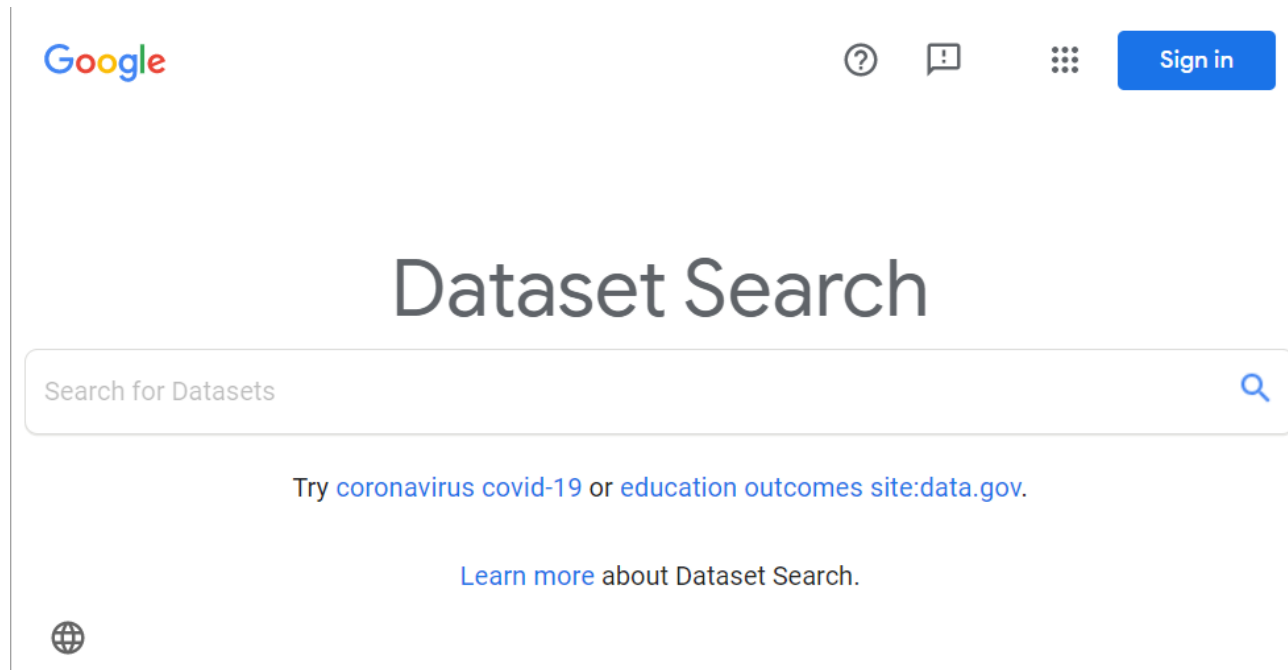 Google
Sign in
Dataset Search
Search for Datasets
Try coronavirus covid-19 or education outcomes site:data.gov.
Learn more about Dataset Search.